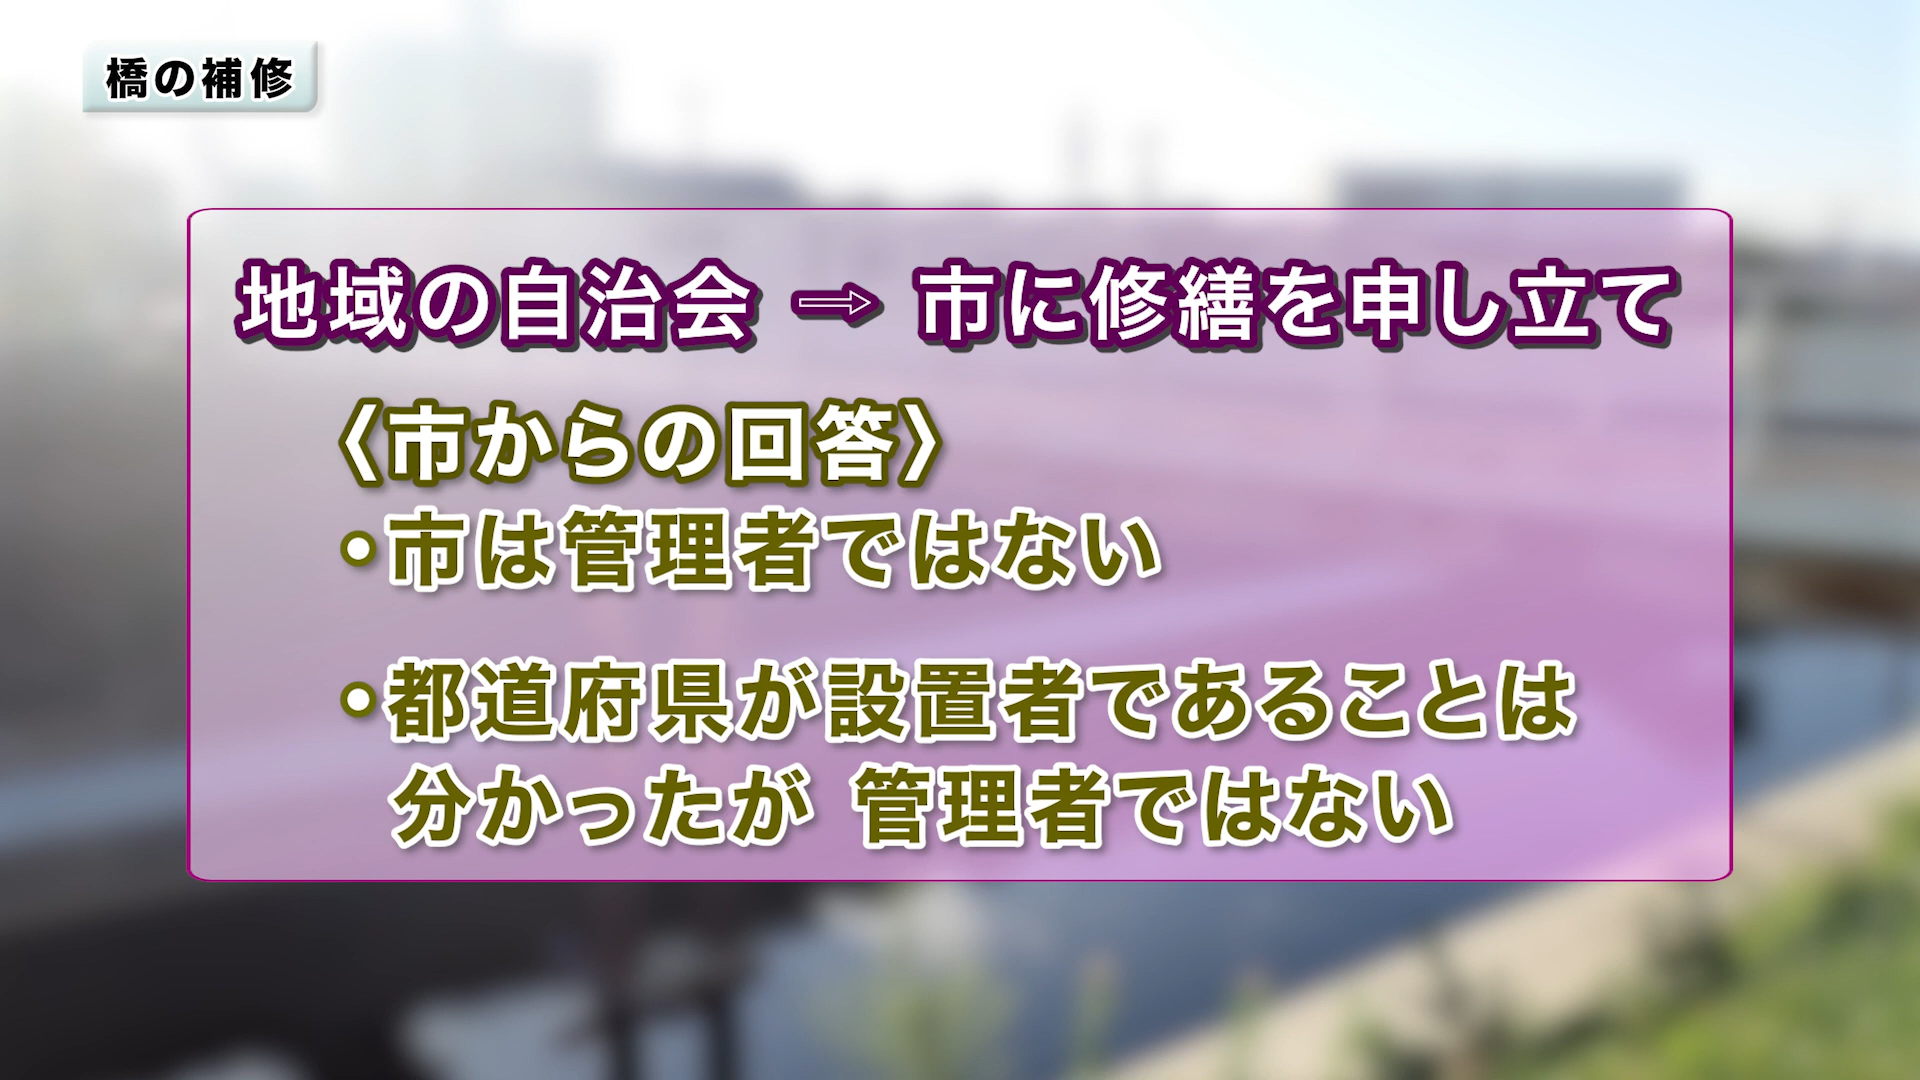 橋の補修
地域の自治会 ⇒ 市に修繕を申し立て
〈市からの回答〉
・市は管理者ではない
・都道府県が設置者であることは
分かったが 管理者ではない